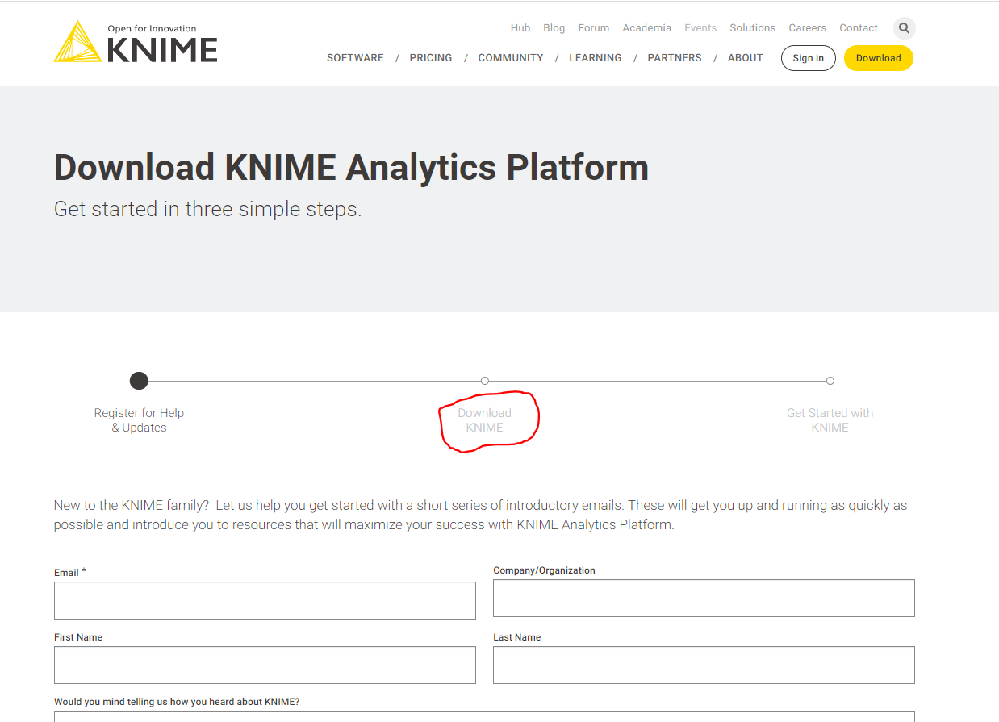 Open for Innovation
KNIME
Hub Blog Forum Academia Events Solutions Careers Contact
SOFTWARE / PRICING / COMMUNITY / LEARNING / PARTNERS / ABOUT Sign in Download
Download KNIME Analytics Platform
Get started in three simple steps.
Register for Help
& Updates
Download
KNIME
Get Started with
KNIME
New to the KNIME family?  Let us help you get started with a short series of introductory emails. These will get you up and running as quickly as
possible and introduce you to resources that will maximize your success with KNIME Analytics Platform.
Email *
Company/Organization
First Name
Last Name
Would you mind telling us how you heard about KNIME?